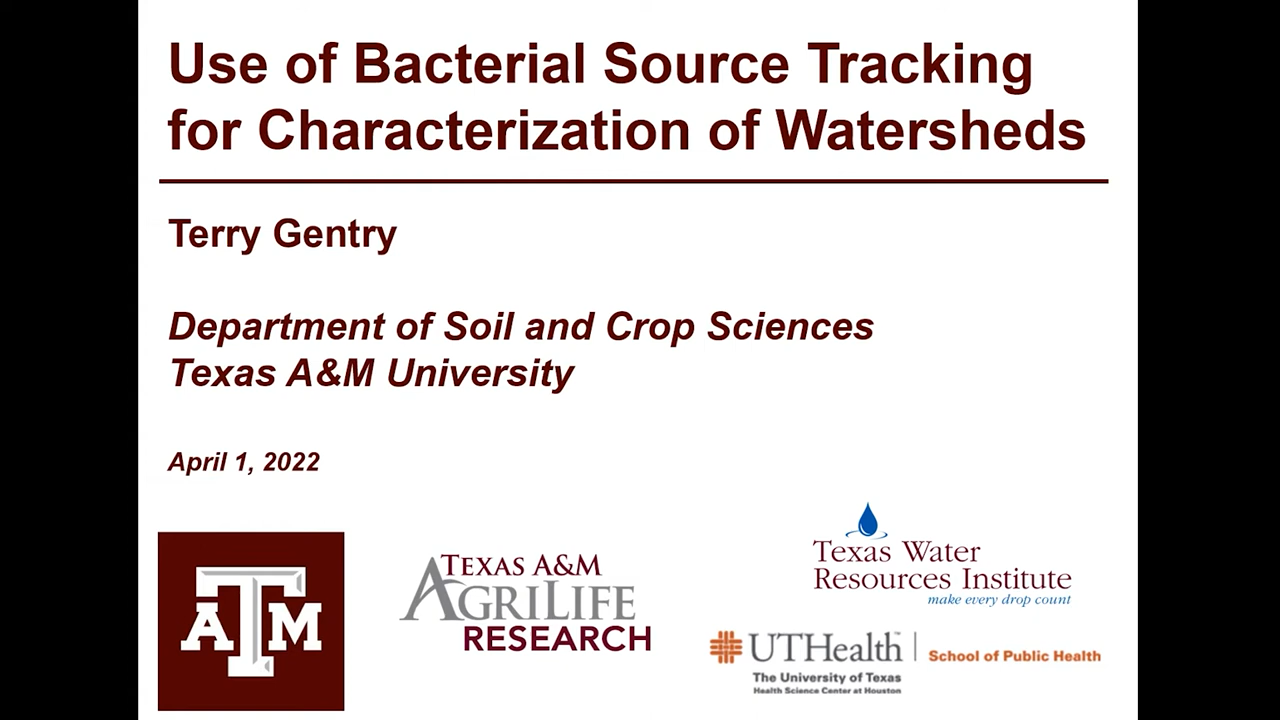 Use of Bacterial Source Tracking
for Characterization of Watersheds
Terry Gentry
Department of Soil and Crop Sciences
Texas A&M University
April 1, 2022
ATM
TEXAS A&M
AGRILIFE
RESEARCH
Texas Water
Resources Institute
make every drop count
UTHealth™
The University of Texas
Health Science Center at Houston
School of Public Health